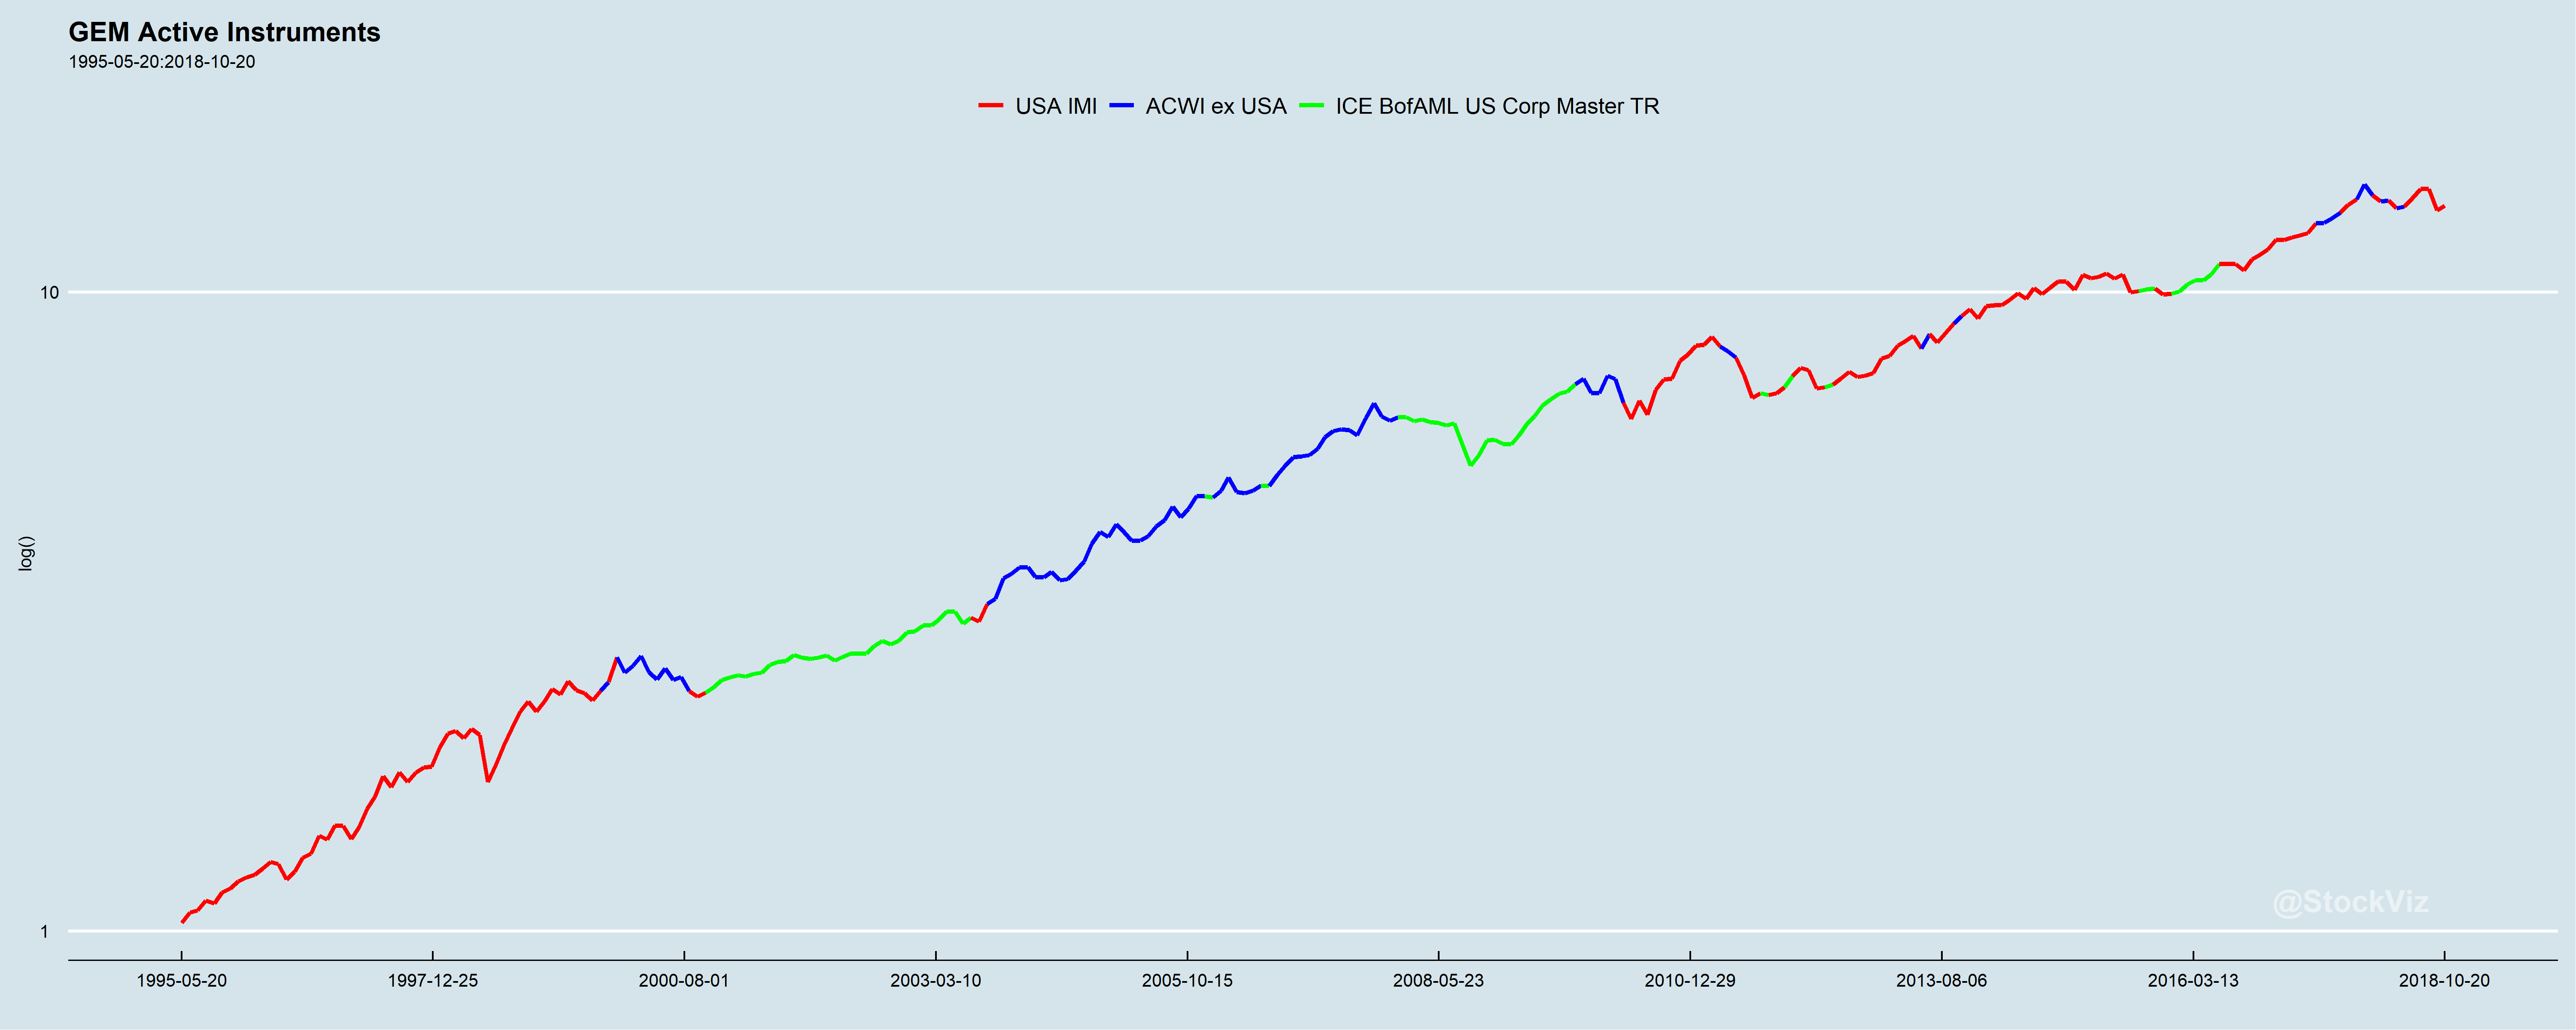 GEM Active Instruments
1995-05-20:2018-10-20
USA IMI ACWI ex USA ICE BofAML US Corp Master TR
10
log()
1
@StockViz
1995-05-20 1997-12-25 2000-08-01 2003-03-10 2005-10-15 2008-05-23 2010-12-29 2013-08-06 2016-03-13 2018-10-20